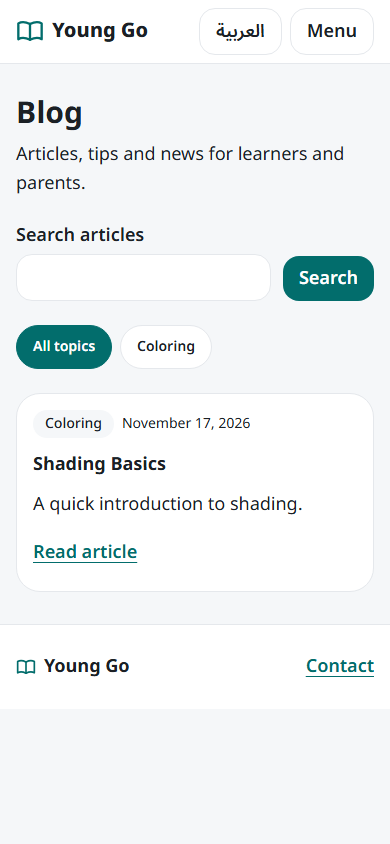 Young Go
العربية
Menu
Blog
Articles, tips and news for learners and
parents.
Search articles
Search
All topics
Coloring
Coloring
November 17, 2026
Shading Basics
A quick introduction to shading.
Read article
Young Go
Contact